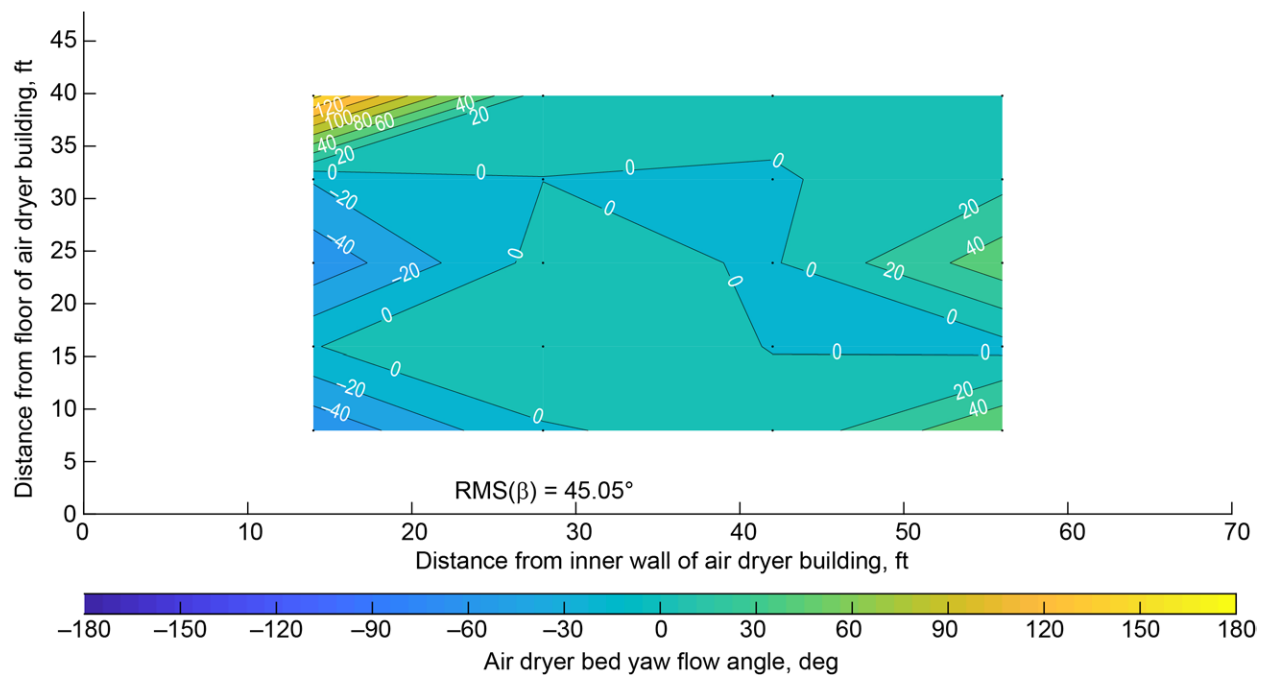 45
40
35
30
25
20
15
10
5
0
Distance from floor of air dryer building, ft
120
100 80 60 40
40 20
20
0 0 0 0
–20 20
0
–40 0 40
–20 0 0 20
0 0
0 0
0
–20 20
–40 0 40
RMS(β) = 45.05°
0 10 20 30 40 50 60 70
Distance from inner wall of air dryer building, ft
–180 –150 –120 –90 –60 –30 0 30 60 90 120 150 180
Air dryer bed yaw flow angle, deg